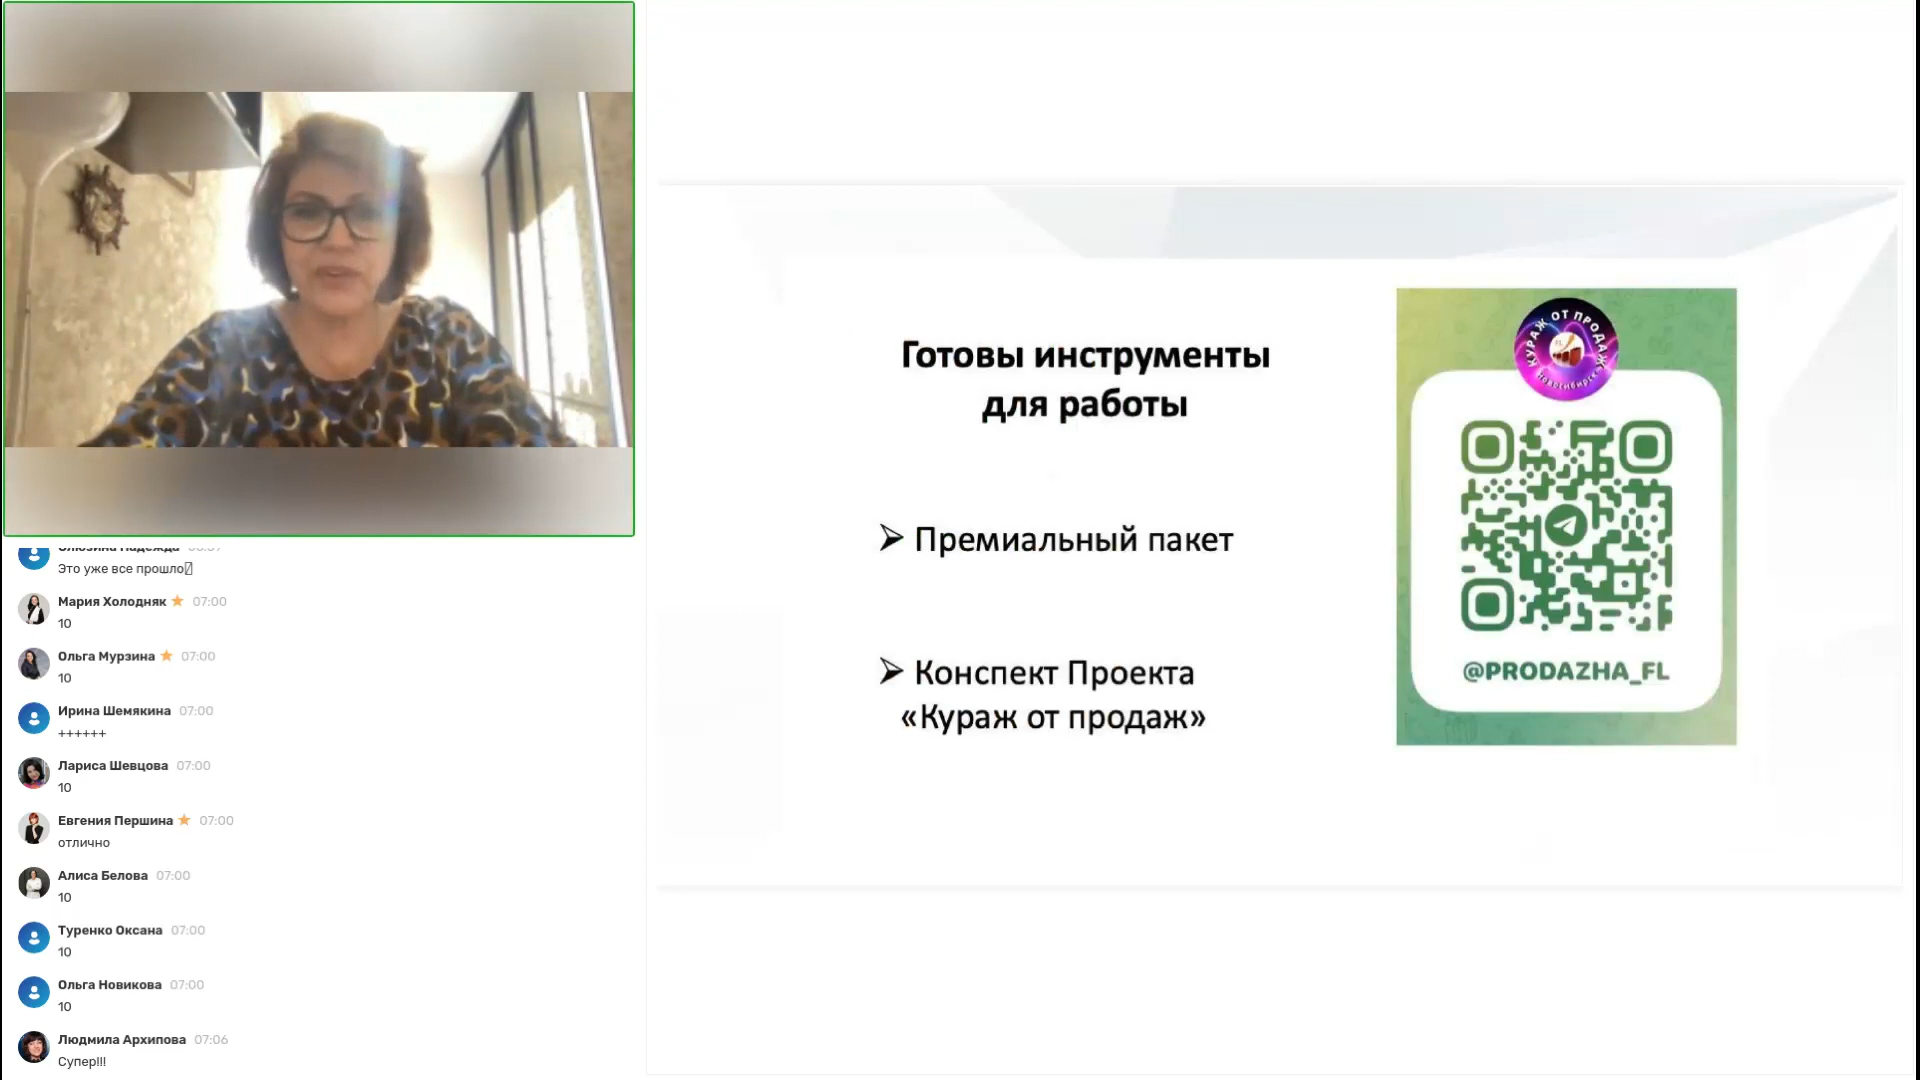 Это уже все прошло
Мария Холодняк 07:00
10
Ольга Мурзина 07:00
10
Ирина Шемякина 07:00
++++++
Лариса Шевцова 07:00
10
Евгения Першина 07:00
отлично
Алиса Белова 07:00
10
Туренко Оксана 07:00
10
Ольга Новикова 07:00
10
Людмила Архипова 07:06
Супер!!!
Готовы инструменты
для работы
Премиальный пакет
Конспект Проекта
«Кураж от продаж»
КУРАЖ ОТ ПРОДАЖ
Новосибирск
@PRODAZHA_FL